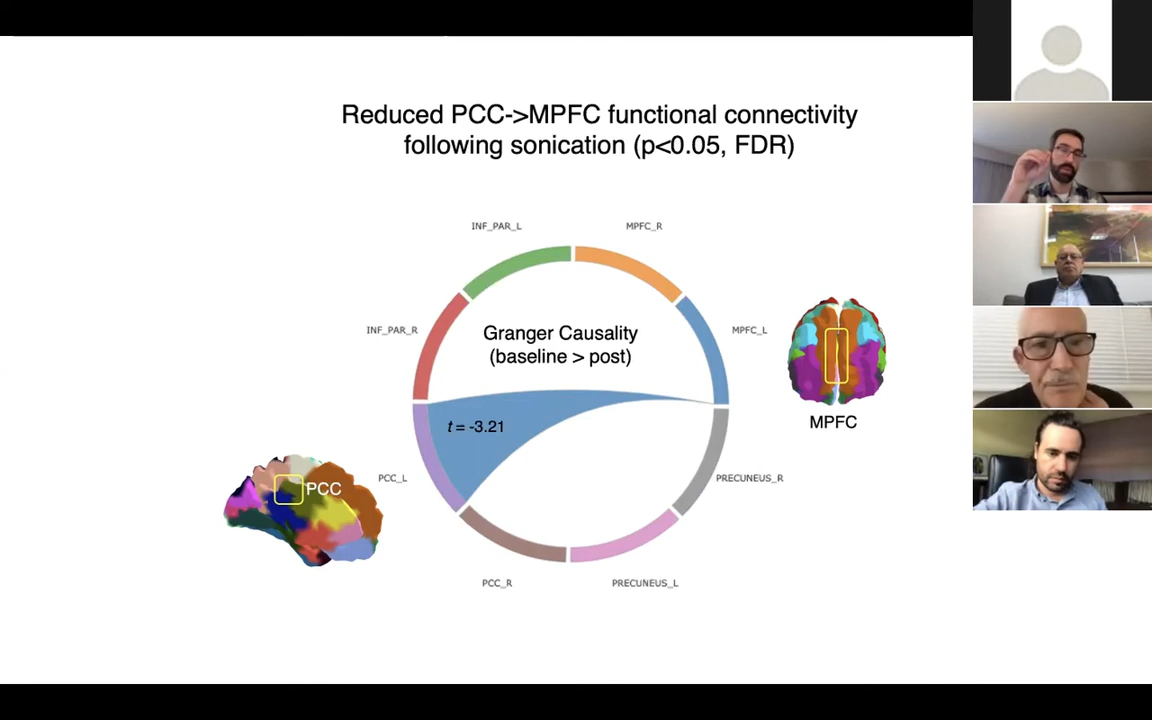 Reduced PCC->MPFC functional connectivity
following sonication (p<0.05, FDR)
INF_PAR_L
MPFC_R
INF_PAR_R
MPFC_L
Granger Causality
(baseline > post)
t = -3.21
MPFC
PCC
PCC_L
PRECUNEUS_R
PCC_R
PRECUNEUS_L